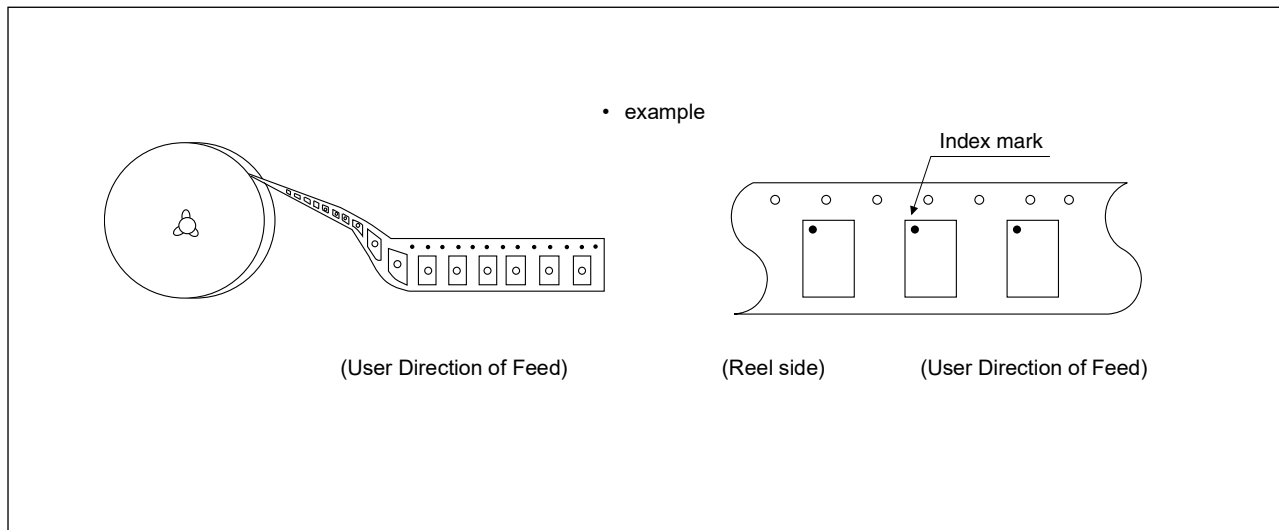 • example
Index mark
(User Direction of Feed)
(Reel side)
(User Direction of Feed)